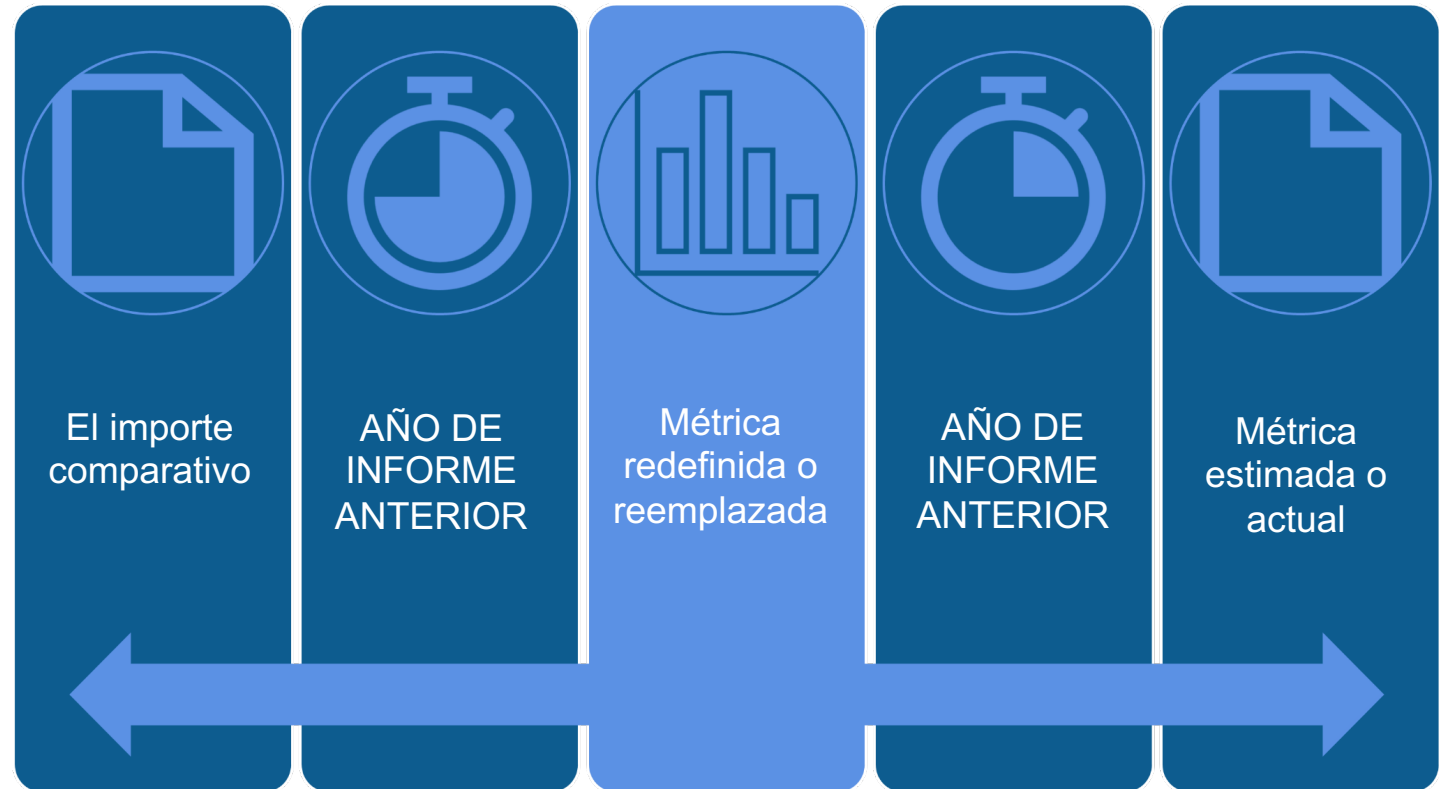 El importe
comparativo
AÑO DE
INFORME
ANTERIOR
Métrica
redefinida o
reemplazada
AÑO DE
INFORME
ANTERIOR
Métrica
estimada o
actual